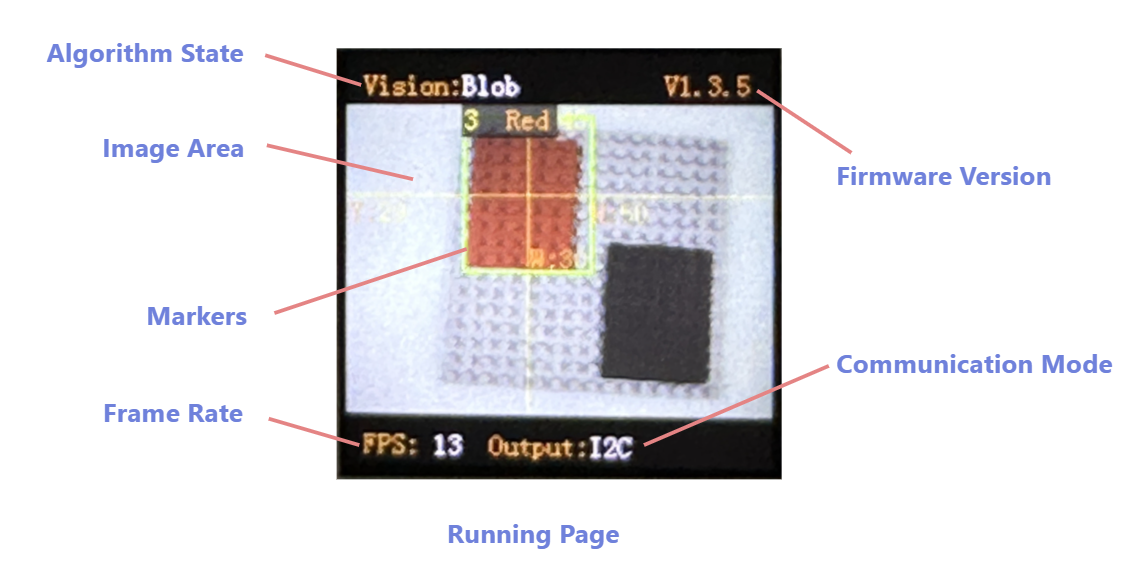 Algorithm State
Vision:Blob
V1.3.5
3 Red
Image Area
Firmware Version
Markers
Communication Mode
Frame Rate
FPS: 13 Output:I2C
Running Page